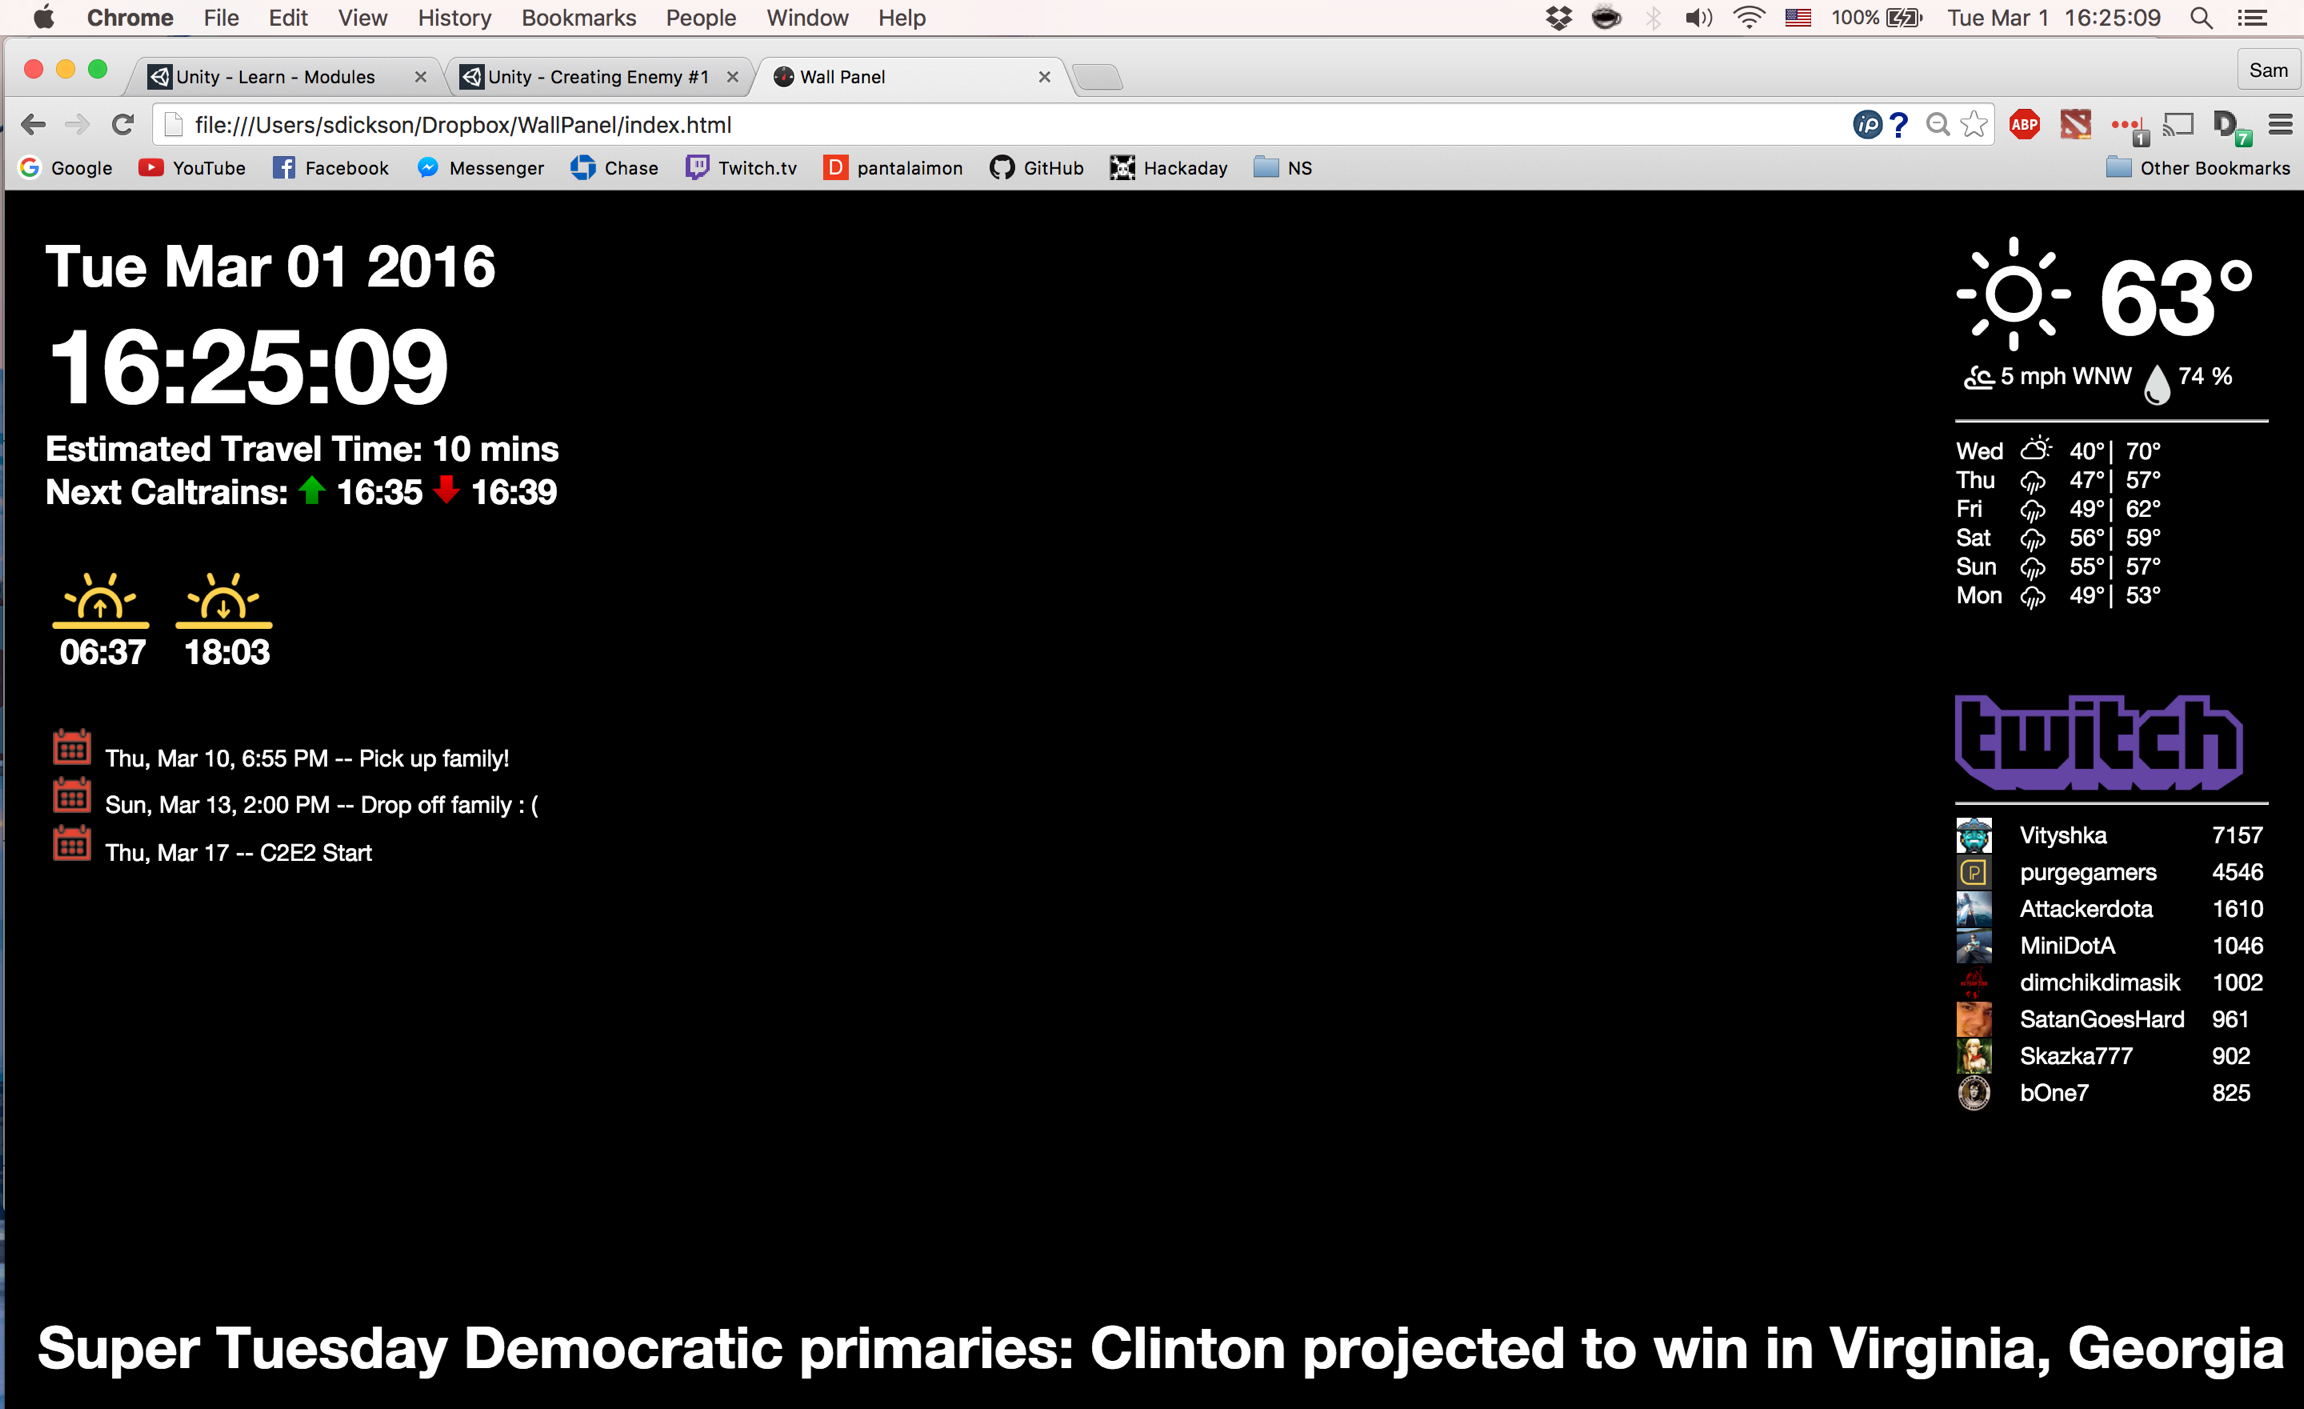 Chrome File Edit View History Bookmarks People Window Help 100% Tue Mar 1 16:25:09
Unity - Learn - Modules Unity - Creating Enemy #1 Wall Panel Sam
file:///Users/sdickson/Dropbox/WallPanel/index.html ip ? ABP 1 D 7
Google YouTube Facebook Messenger Chase Twitch.tv D pantalaimon GitHub Hackaday NS Other Bookmarks
Tue Mar 01 2016
16:25:09
Estimated Travel Time: 10 mins
Next Caltrains: 16:35 16:39
06:37 18:03
Thu, Mar 10, 6:55 PM -- Pick up family!
Sun, Mar 13, 2:00 PM -- Drop off family : (
Thu, Mar 17 -- C2E2 Start
63°
5 mph WNW 74 %
Wed 40°| 70°
Thu 47°| 57°
Fri 49°| 62°
Sat 56°| 59°
Sun 55°| 57°
Mon 49°| 53°
twitch
Vityshka 7157
purgegamers 4546
Attackerdota 1610
MiniDotA 1046
dimchikdimasik 1002
SatanGoesHard 961
Skazka777 902
bOne7 825
Super Tuesday Democratic primaries: Clinton projected to win in Virginia, Georgia